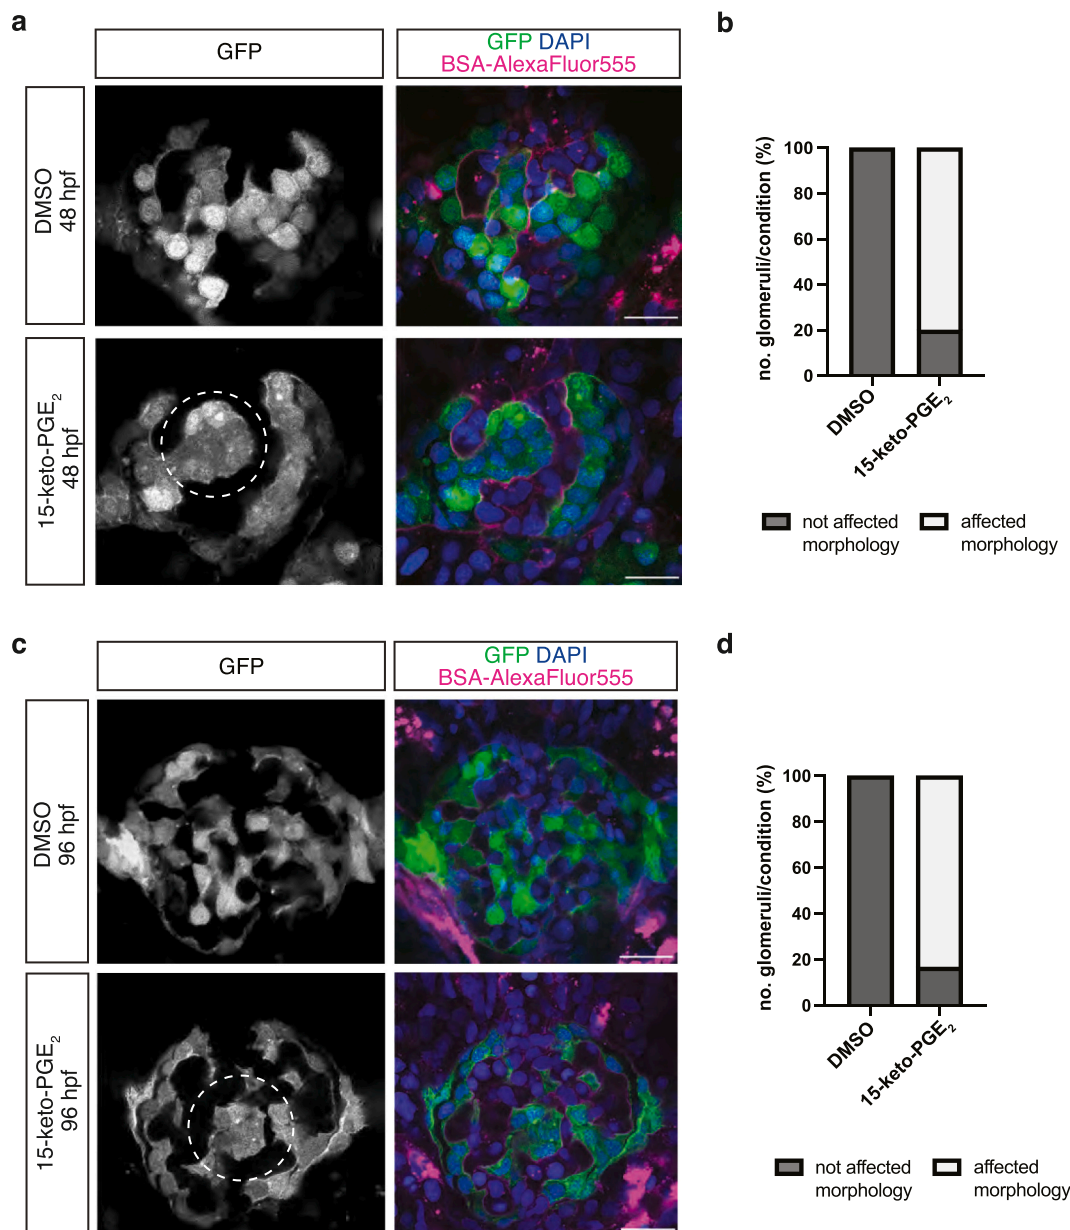 a
GFP
GFP DAPI
BSA-AlexaFluor555
DMSO
48 hpf
15-keto-PGE₂
48 hpf
b
no. glomeruli/condition (%)
100
80
60
40
20
0
DMSO
15-keto-PGE₂
not affected
morphology
affected
morphology
c
GFP
GFP DAPI
BSA-AlexaFluor555
DMSO
96 hpf
15-keto-PGE₂
96 hpf
d
no. glomeruli/condition (%)
100
80
60
40
20
0
DMSO
15-keto-PGE₂
not affected
morphology
affected
morphology